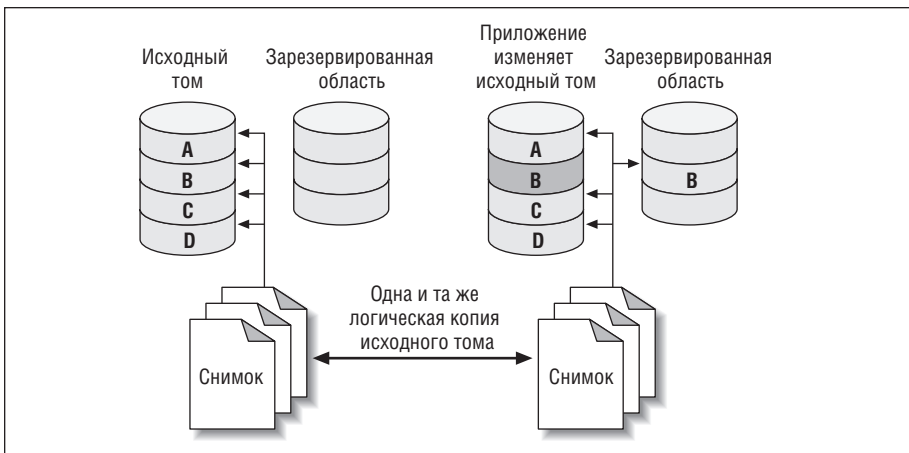 Исходный
том
Зарезервированная
область
Приложение
изменяет
исходный том
Зарезервированная
область
A
B
C
D
A
B
C
D
B
Одна и та же
логическая копия
исходного тома
Снимок
Снимок